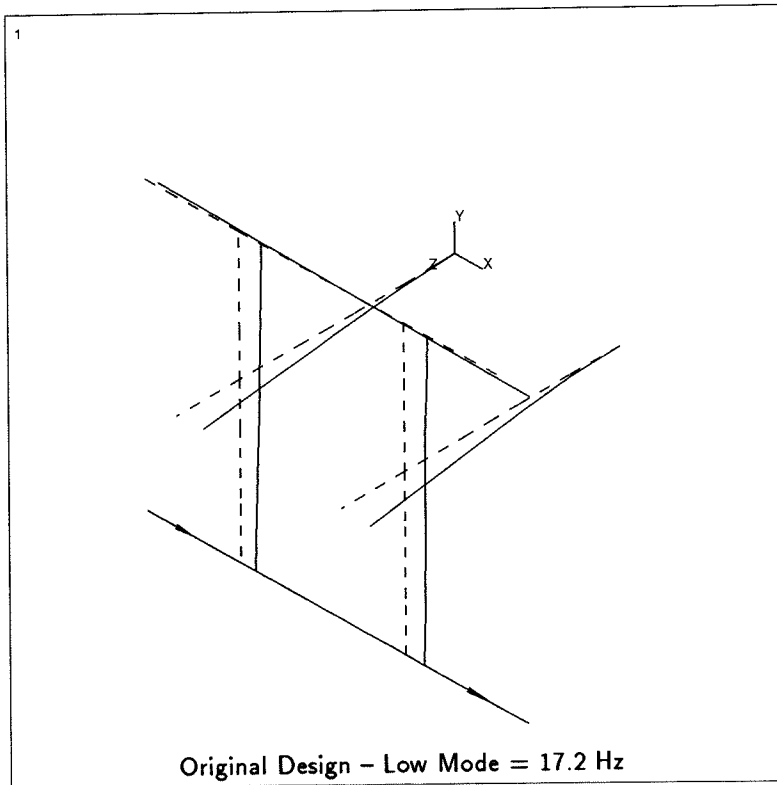 1
Y
Z
X
Original Design – Low Mode = 17.2 Hz